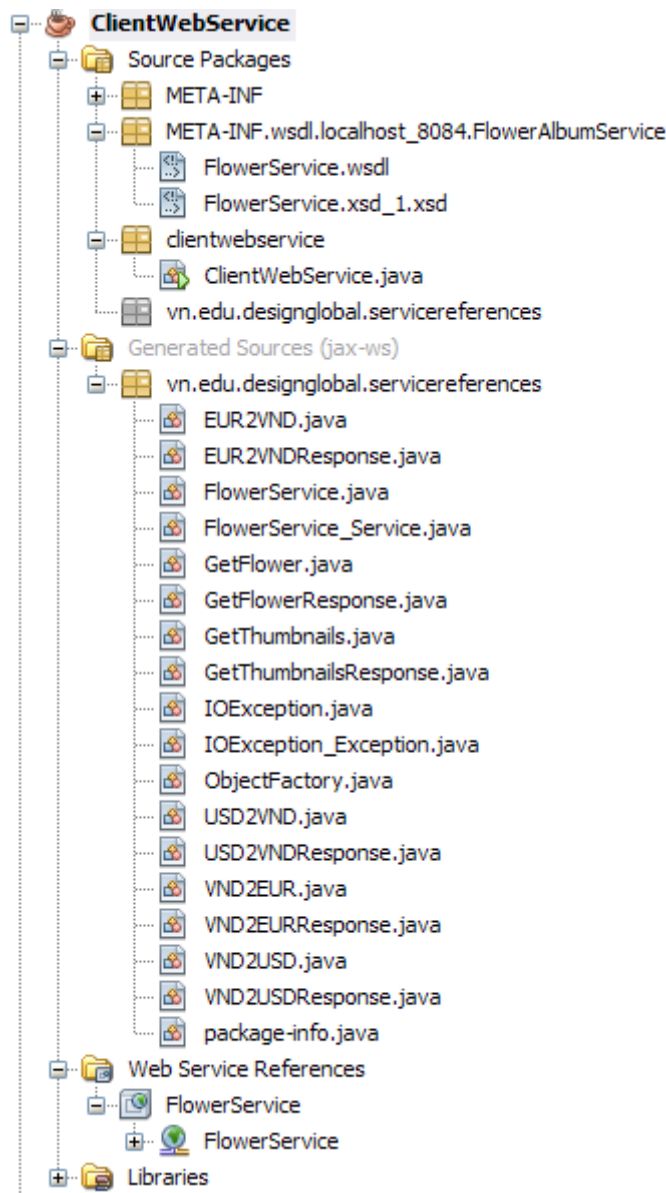 ClientWebService
Source Packages
META-INF
META-INF.wsdl.localhost_8084.FlowerAlbumService
FlowerService.wsdl
FlowerService.xsd_1.xsd
clientwebservice
ClientWebService.java
vn.edu.designglobal.servicereferences
Generated Sources (jax-ws)
vn.edu.designglobal.servicereferences
EUR2VND.java
EUR2VNDResponse.java
FlowerService.java
FlowerService_Service.java
GetFlower.java
GetFlowerResponse.java
GetThumbnails.java
GetThumbnailsResponse.java
IOException.java
IOException_Exception.java
ObjectFactory.java
USD2VND.java
USD2VNDResponse.java
VND2EUR.java
VND2EURResponse.java
VND2USD.java
VND2USDResponse.java
package-info.java
Web Service References
FlowerService
FlowerService
Libraries